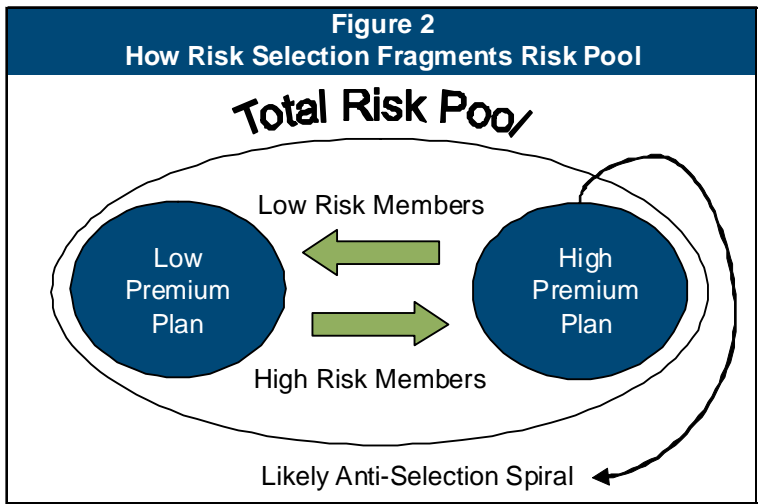 Figure 2
How Risk Selection Fragments Risk Pool
Total Risk Pool
Low Risk Members
Low
Premium
Plan
High
Premium
Plan
High Risk Members
Likely Anti-Selection Spiral